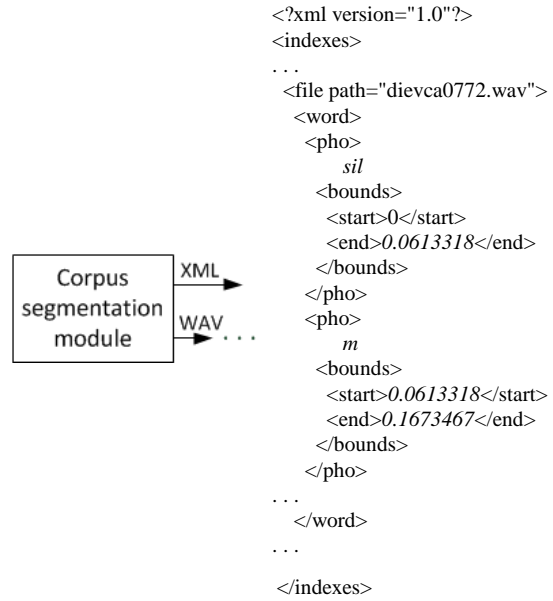 <?xml version="1.0"?>
<indexes>
. . .
<file path="dievca0772.wav">
<word>
<pho>
sil
<bounds>
<start>0</start>
<end>0.0613318</end>
</bounds>
</pho>
<pho>
m
<bounds>
<start>0.0613318</start>
<end>0.1673467</end>
</bounds>
</pho>
. . .
</word>
. . .
</indexes>
Corpus
segmentation
module
XML
WAV
. . .